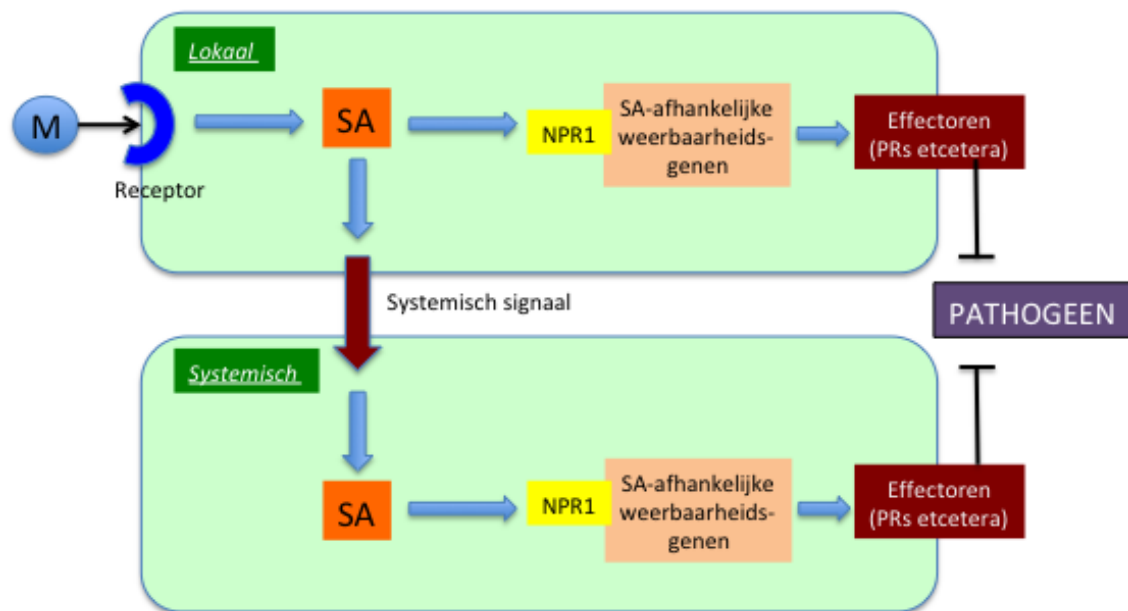 Lokaal
M
Receptor
SA
NPR1
SA-afhankelijke
weerbaarheids-
genen
Effectoren
(PRs etcetera)
Systemisch signaal
PATHOGEEN
Systemisch
SA
NPR1
SA-afhankelijke
weerbaarheids-
genen
Effectoren
(PRs etcetera)